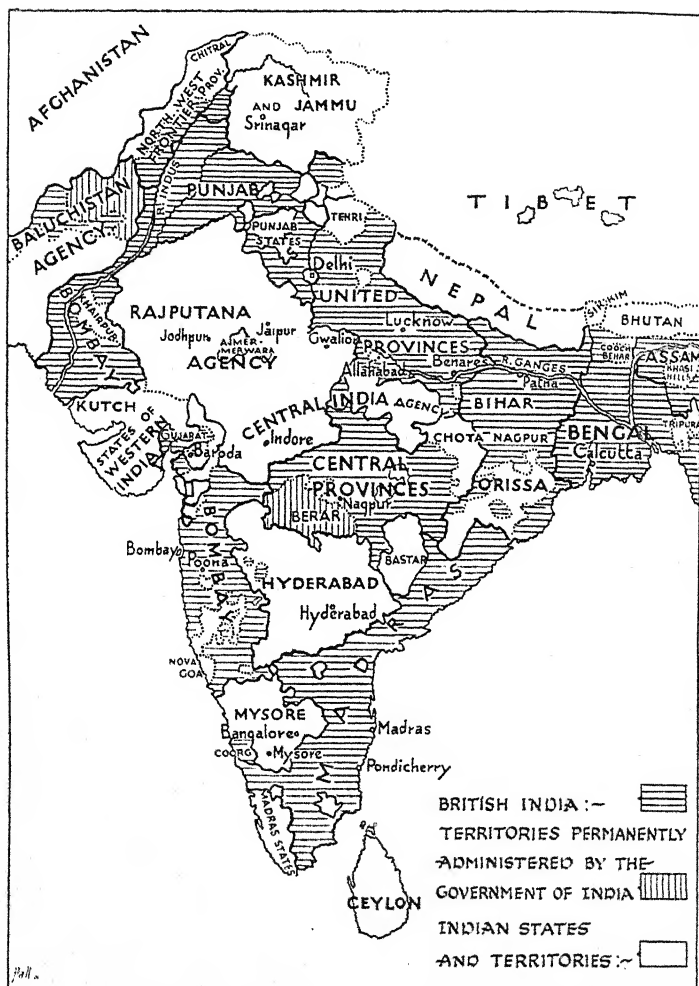 AFGHANISTAN
CHITRAL
NORTH WEST
FRONTIER PROV.
KASHMIR
AND JAMMU
Srinagar
R. INDUS
PUNJAB
BALUCHISTAN
AGENCY
PUNJAB
STATES
TEHRI
TIBET
Delhi
NEPAL
KHAIRPUR
BOMBAY
RAJPUTANA
AGENCY
Jodhpur
Jaipur
AJMER-
MERWARA
UNITED
PROVINCES
Lucknow
Gwalior
SIKKIM
BHUTAN
COOCH
BEHAR
ASSAM
KHASI
HILLS
Allahabad
Benares
R. GANGES
Patna
KUTCH
STATES OF
WESTERN
INDIA
GUJARAT
Baroda
CENTRAL INDIA AGENCY
Indore
BIHAR
CHOTA NAGPUR
BENGAL
Calcutta
TRIPURA
CENTRAL
PROVINCES
Nagpur
BERAR
ORISSA
BOMBAY
Bombay
Poona
HYDERABAD
Hyderabad
BASTAR
MADRAS
NOVA
GOA
MYSORE
Bangalore
Mysore
COORG
Madras
Pondicherry
MADRAS STATES
CEYLON
BRITISH INDIA:~
TERRITORIES PERMANENTLY
ADMINISTERED BY THE
GOVERNMENT OF INDIA
INDIAN STATES
AND TERRITORIES:~